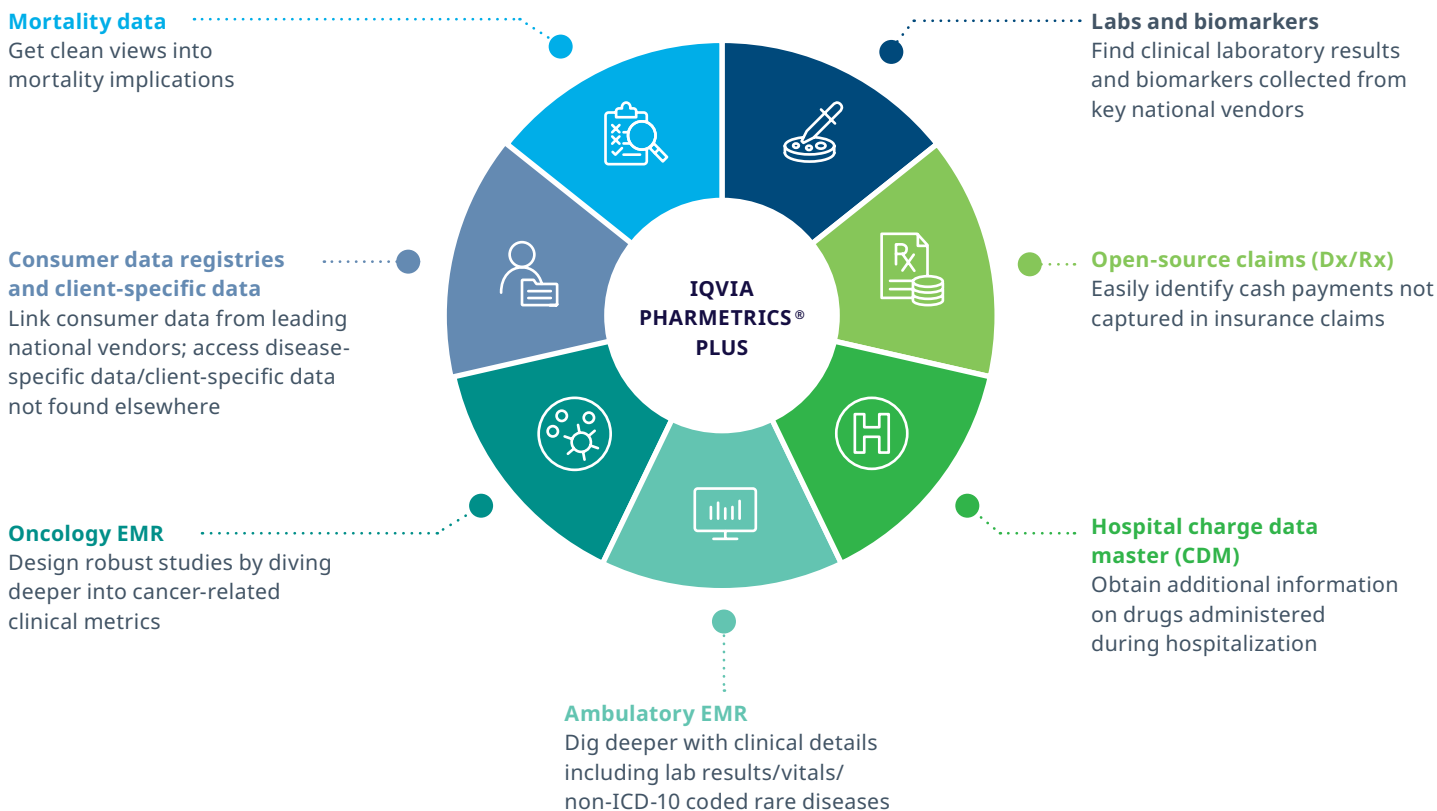 Mortality data
Get clean views into
mortality implications
Labs and biomarkers
Find clinical laboratory results
and biomarkers collected from
key national vendors
Consumer data registries
and client-specific data
Link consumer data from leading
national vendors; access disease-
specific data/client-specific data
not found elsewhere
IQVIA
PHARMETRICS®
PLUS
Rx
Open-source claims (Dx/Rx)
Easily identify cash payments not
captured in insurance claims
H
Oncology EMR
Design robust studies by diving
deeper into cancer-related
clinical metrics
Hospital charge data
master (CDM)
Obtain additional information
on drugs administered
during hospitalization
Ambulatory EMR
Dig deeper with clinical details
including lab results/vitals/
non-ICD-10 coded rare diseases